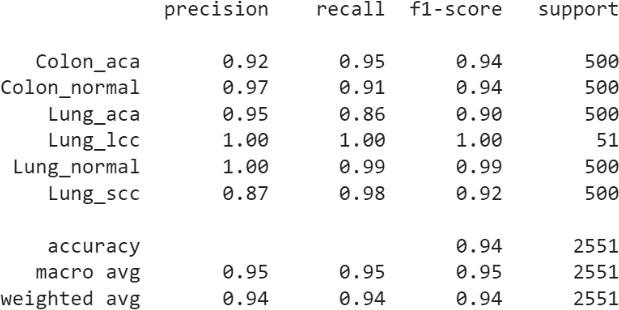 precision recall f1-score support
Colon_aca 0.92 0.95 0.94 500
Colon_normal 0.97 0.91 0.94 500
Lung_aca 0.95 0.86 0.90 500
Lung_lcc 1.00 1.00 1.00 51
Lung_normal 1.00 0.99 0.99 500
Lung_scc 0.87 0.98 0.92 500
accuracy 0.94 2551
macro avg 0.95 0.95 0.95 2551
weighted avg 0.94 0.94 0.94 2551